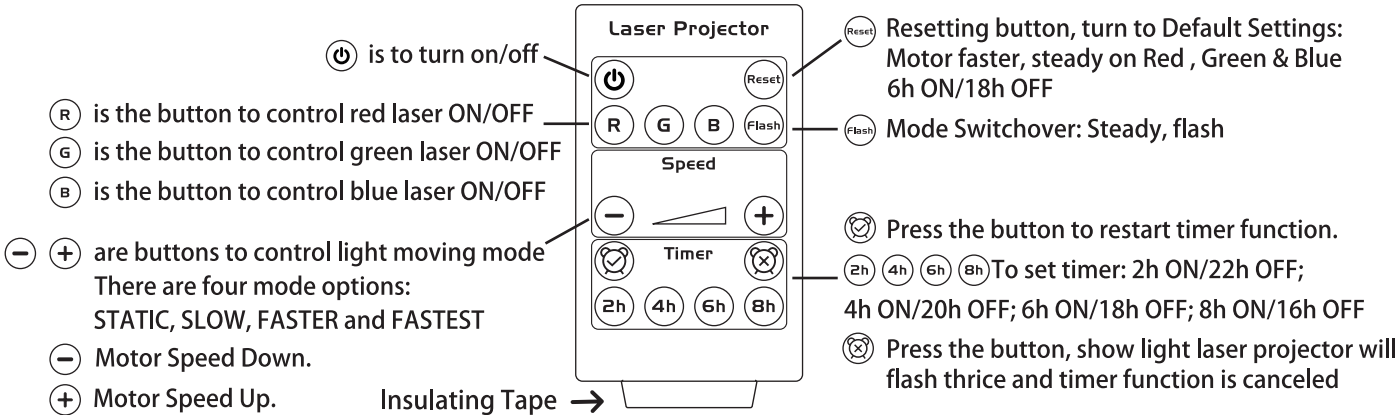 Laser Projector
⏻ is to turn on/off
R is the button to control red laser ON/OFF
G is the button to control green laser ON/OFF
B is the button to control blue laser ON/OFF
− + are buttons to control light moving mode
There are four mode options:
STATIC, SLOW, FASTER and FASTEST
− Motor Speed Down.
+ Motor Speed Up.
Insulating Tape →
Reset
R G B Flash
Speed
− +
Timer
2h 4h 6h 8h
Reset Resetting button, turn to Default Settings:
Motor faster, steady on Red , Green & Blue
6h ON/18h OFF
Flash Mode Switchover: Steady, flash
Press the button to restart timer function.
2h 4h 6h 8h To set timer: 2h ON/22h OFF;
4h ON/20h OFF; 6h ON/18h OFF; 8h ON/16h OFF
Press the button, show light laser projector will
flash thrice and timer function is canceled